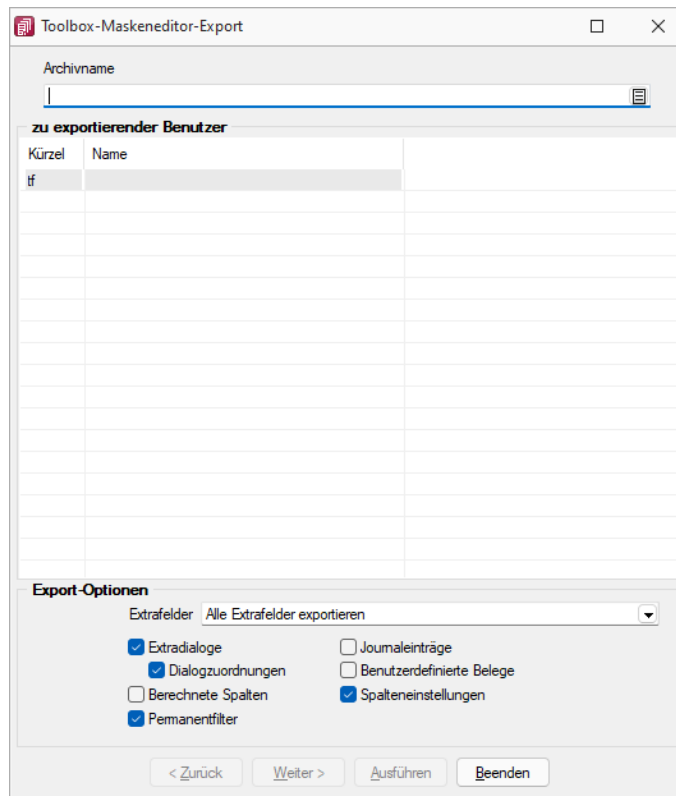 Toolbox-Maskeneditor-Export
Archivname
zu exportierender Benutzer
Kürzel Name
tf
Export-Optionen
Extrafelder Alle Extrafelder exportieren
Extradialoge Journaleinträge
Dialogzuordnungen Benutzerdefinierte Belege
Berechnete Spalten Spalteneinstellungen
Permanentfilter
< Zurück Weiter > Ausführen Beenden